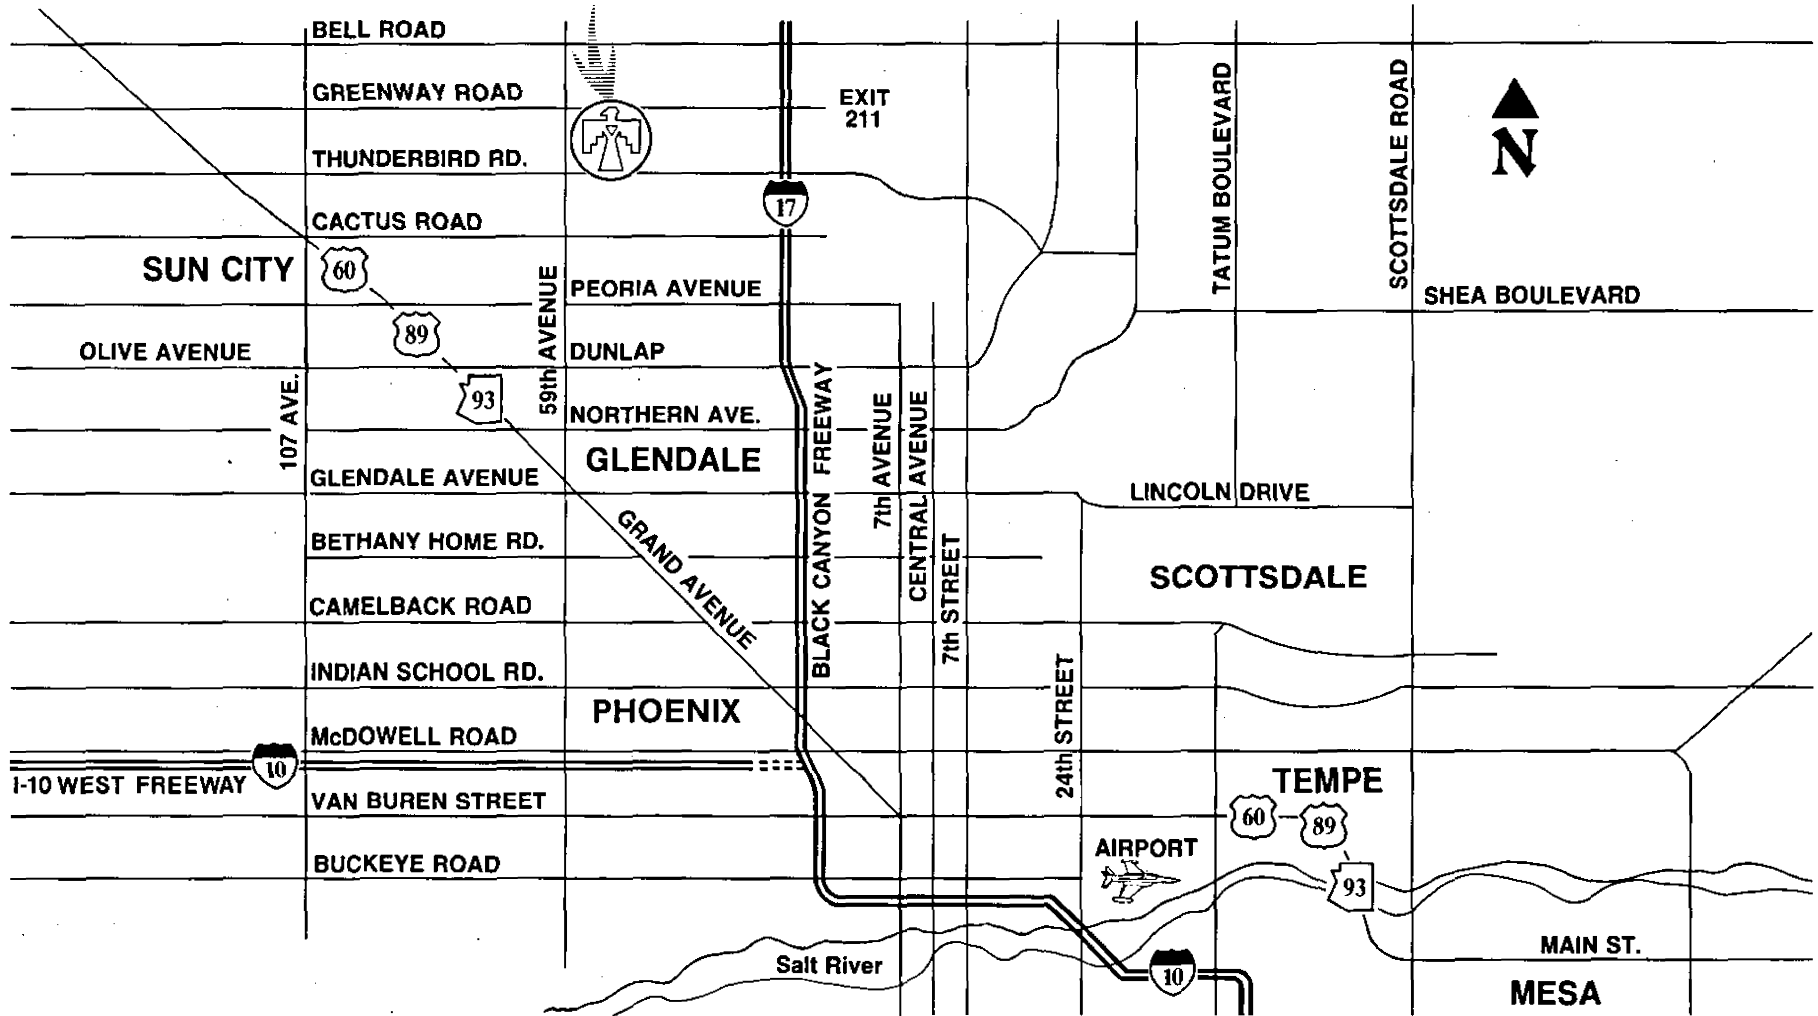 BELL ROAD
GREENWAY ROAD
EXIT
211
THUNDERBIRD RD.
TATUM BOULEVARD
SCOTTSDALE ROAD
N
17
CACTUS ROAD
SUN CITY
60
PEORIA AVENUE
SHEA BOULEVARD
89
59th AVENUE
OLIVE AVENUE
DUNLAP
93
107 AVE.
NORTHERN AVE.
BLACK CANYON FREEWAY
7th AVENUE
CENTRAL AVENUE
7th STREET
GLENDALE
GLENDALE AVENUE
LINCOLN DRIVE
GRAND AVENUE
BETHANY HOME RD.
SCOTTSDALE
CAMELBACK ROAD
INDIAN SCHOOL RD.
24th STREET
PHOENIX
McDOWELL ROAD
10
I-10 WEST FREEWAY
TEMPE
VAN BUREN STREET
60
89
AIRPORT
BUCKEYE ROAD
93
MAIN ST.
Salt River
10
MESA